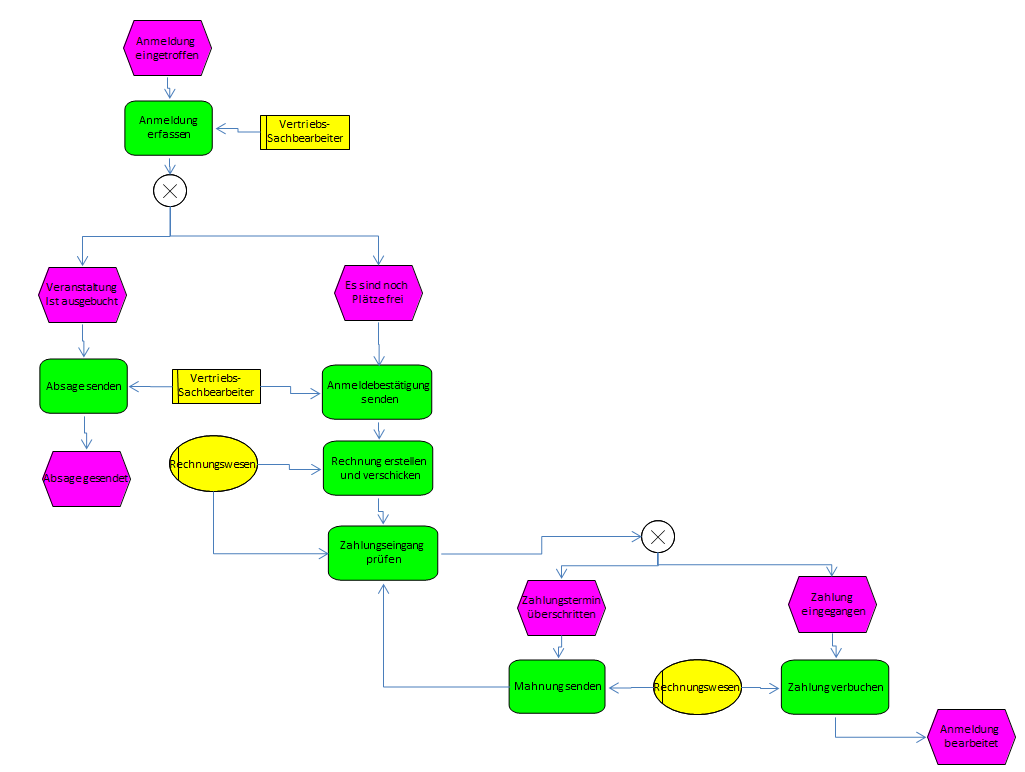 Anmeldung
eingetroffen
Anmeldung
erfassen
Vertriebs-
Sachbearbeiter
Veranstaltung
Ist ausgebucht
Es sind noch
Plätze frei
Absage senden
Vertriebs-
Sachbearbeiter
Anmeldebestätigung
senden
Absage gesendet
Rechnungswesen
Rechnung erstellen
und verschicken
Zahlungseingang
prüfen
Zahlungstermin
überschritten
Zahlung
eingegangen
Mahnung senden
Rechnungswesen
Zahlung verbuchen
Anmeldung
bearbeitet